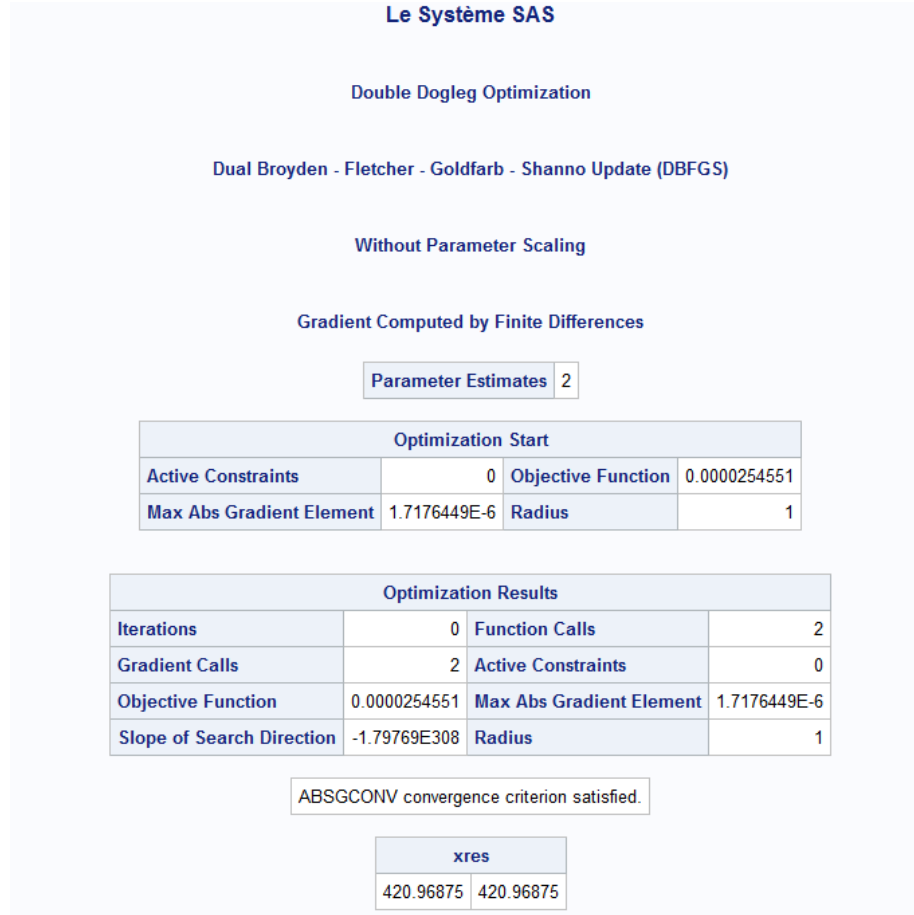 Le Système SAS
Double Dogleg Optimization
Dual Broyden - Fletcher - Goldfarb - Shanno Update (DBFGS)
Without Parameter Scaling
Gradient Computed by Finite Differences
Parameter Estimates 2
Optimization Start
Active Constraints 0 Objective Function 0.0000254551
Max Abs Gradient Element 1.7176449E-6 Radius 1
Optimization Results
Iterations 0 Function Calls 2
Gradient Calls 2 Active Constraints 0
Objective Function 0.0000254551 Max Abs Gradient Element 1.7176449E-6
Slope of Search Direction -1.79769E308 Radius 1
ABSGCONV convergence criterion satisfied.
xres
420.96875 420.96875